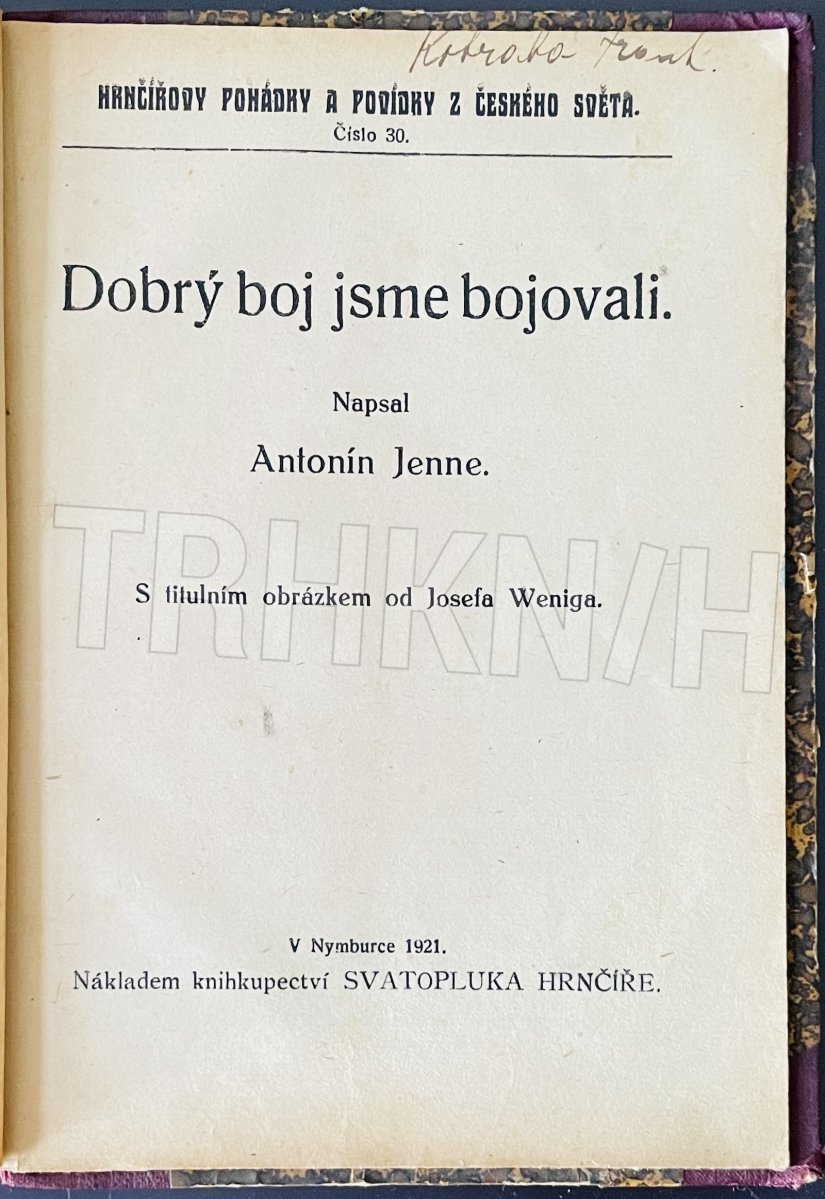 HRNČÍŘOVY POHÁDKY A POVÍDKY Z ČESKÉHO SVĚTA.
Číslo 30.
Dobrý boj jsme bojovali.
Napsal
Antonín Jenne.
TRHKN/H
S titulním obrázkem od Josefa Weniga.
V Nymburce 1921.
Nákladem knihkupectví SVATOPLUKA HRNČÍŘE.